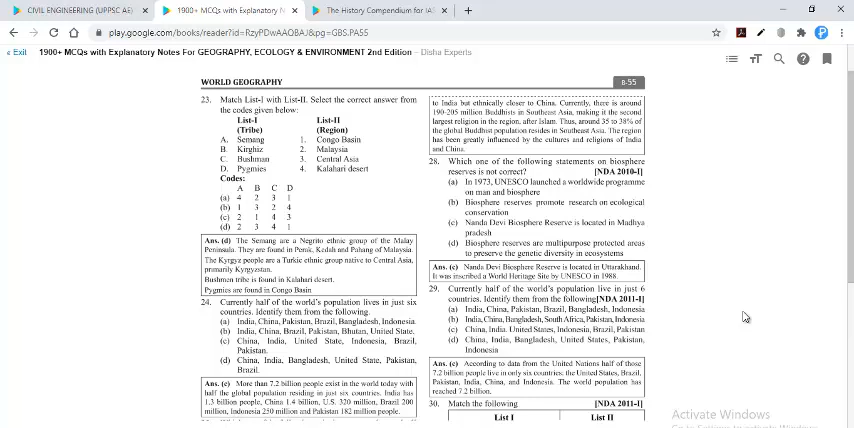 CIVIL ENGINEERING (UPPSC AE)
1900+ MCQs with Explanatory N
The History Compendium for IAS
play.google.com/books/reader?id=RzyPDwAAQBAJ&pg=GBS.PA55
« Exit 1900+ MCQs with Explanatory Notes For GEOGRAPHY, ECOLOGY & ENVIRONMENT 2nd Edition – Disha Experts
WORLD GEOGRAPHY
B-55
23. Match List-I with List-II. Select the correct answer from
the codes given below:
List-I List-II
(Tribe) (Region)
A. Semang 1. Congo Basin
B. Kirghiz 2. Malaysia
C. Bushman 3. Central Asia
D. Pygmies 4. Kalahari desert
Codes:
A B C D
(a) 4 2 3 1
(b) 1 3 2 4
(c) 2 1 4 3
(d) 2 3 4 1
Ans. (d) The Semang are a Negrito ethnic group of the Malay
Peninsula. They are found in Perak, Kedah and Pahang of Malaysia.
The Kyrgyz people are a Turkic ethnic group native to Central Asia,
primarily Kyrgyzstan.
Bushmen tribe is found in Kalahari desert.
Pygmies are found in Congo Basin
24. Currently half of the world's population lives in just six
countries. Identify them from the following.
(a) India, China, Pakistan, Brazil, Bangladesh, Indonesia.
(b) India, China, Brazil, Pakistan, Bhutan, United State.
(c) China, India, United State, Indonesia, Brazil,
Pakistan.
(d) China, India, Bangladesh, United State, Pakistan,
Brazil.
Ans. (c) More than 7.2 billion people exist in the world today with
half the global population residing in just six countries. India has
1.3 billion people, China 1.4 billion, U.S. 320 million, Brazil 200
million, Indonesia 250 million and Pakistan 182 million people.
to India but ethnically closer to China. Currently, there is around
190-205 million Buddhists in Southeast Asia, making it the second
largest religion in the region, after Islam. Thus, around 35 to 38% of
the global Buddhist population resides in Southeast Asia. The region
has been greatly influenced by the cultures and religions of India
and China.
28. Which one of the following statements on biosphere
reserves is not correct? [NDA 2010-I]
(a) In 1973, UNESCO launched a worldwide programme
on man and biosphere
(b) Biosphere reserves promote research on ecological
conservation
(c) Nanda Devi Biosphere Reserve is located in Madhya
pradesh
(d) Biosphere reserves are multipurpose protected areas
to preserve the genetic diversity in ecosystems
Ans. (c) Nanda Devi Biosphere Reserve is located in Uttarakhand.
It was inscribed a World Heritage Site by UNESCO in 1988.
29. Currently half of the world's population live in just 6
countries. Identify them from the following[NDA 2011-I]
(a) India, China, Pakistan, Brazil, Bangladesh, Indonesia
(b) India, China, Bangladesh, South Africa, Pakistan, Indonesia
(c) China, India. United States, Indonesia, Brazil, Pakistan
(d) China, India, Bangladesh, United States, Pakistan,
Indonesia
Ans. (c) According to data from the United Nations half of those
7.2 billion people live in only six countries: the United States, Brazil,
Pakistan, India, China, and Indonesia. The world population has
reached 7.2 billion.
30. Match the following [NDA 2011-I]
List I List II
Activate Windows